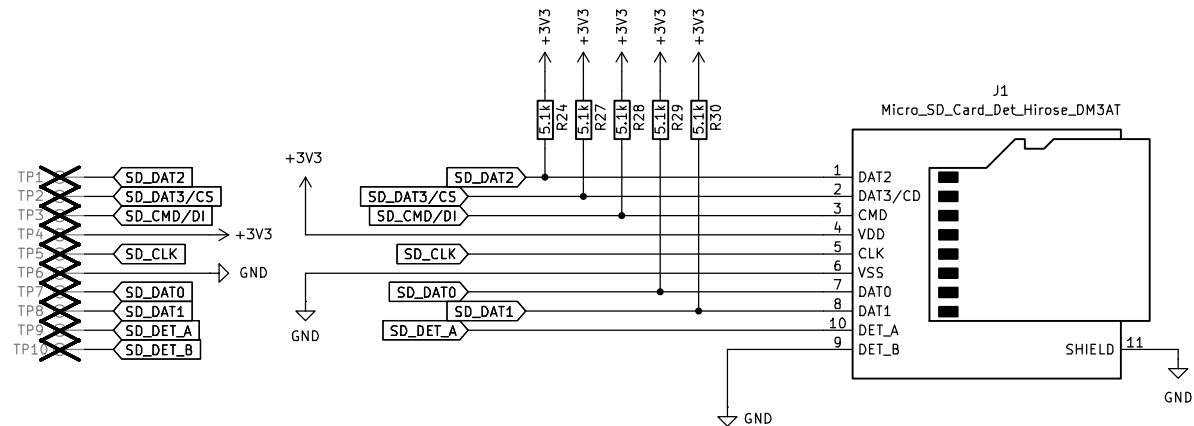 +3V3 +3V3 +3V3 +3V3 +3V3
5.1k R24 5.1k R27 5.1k R28 5.1k R29 5.1k R30
J1
Micro_SD_Card_Det_Hirose_DM3AT
+3V3
TP1 SD_DAT2 SD_DAT2 1 DAT2
TP2 SD_DAT3/CS SD_DAT3/CS 2 DAT3/CD
TP3 SD_CMD/DI SD_CMD/DI 3 CMD
TP4 +3V3 4 VDD
TP5 SD_CLK SD_CLK 5 CLK
TP6 GND 6 VSS
TP7 SD_DAT0 SD_DAT0 7 DAT0
TP8 SD_DAT1 SD_DAT1 8 DAT1
TP9 SD_DET_A SD_DET_A 10 DET_A
GND
TP10 SD_DET_B 9 DET_B SHIELD 11
GND
GND